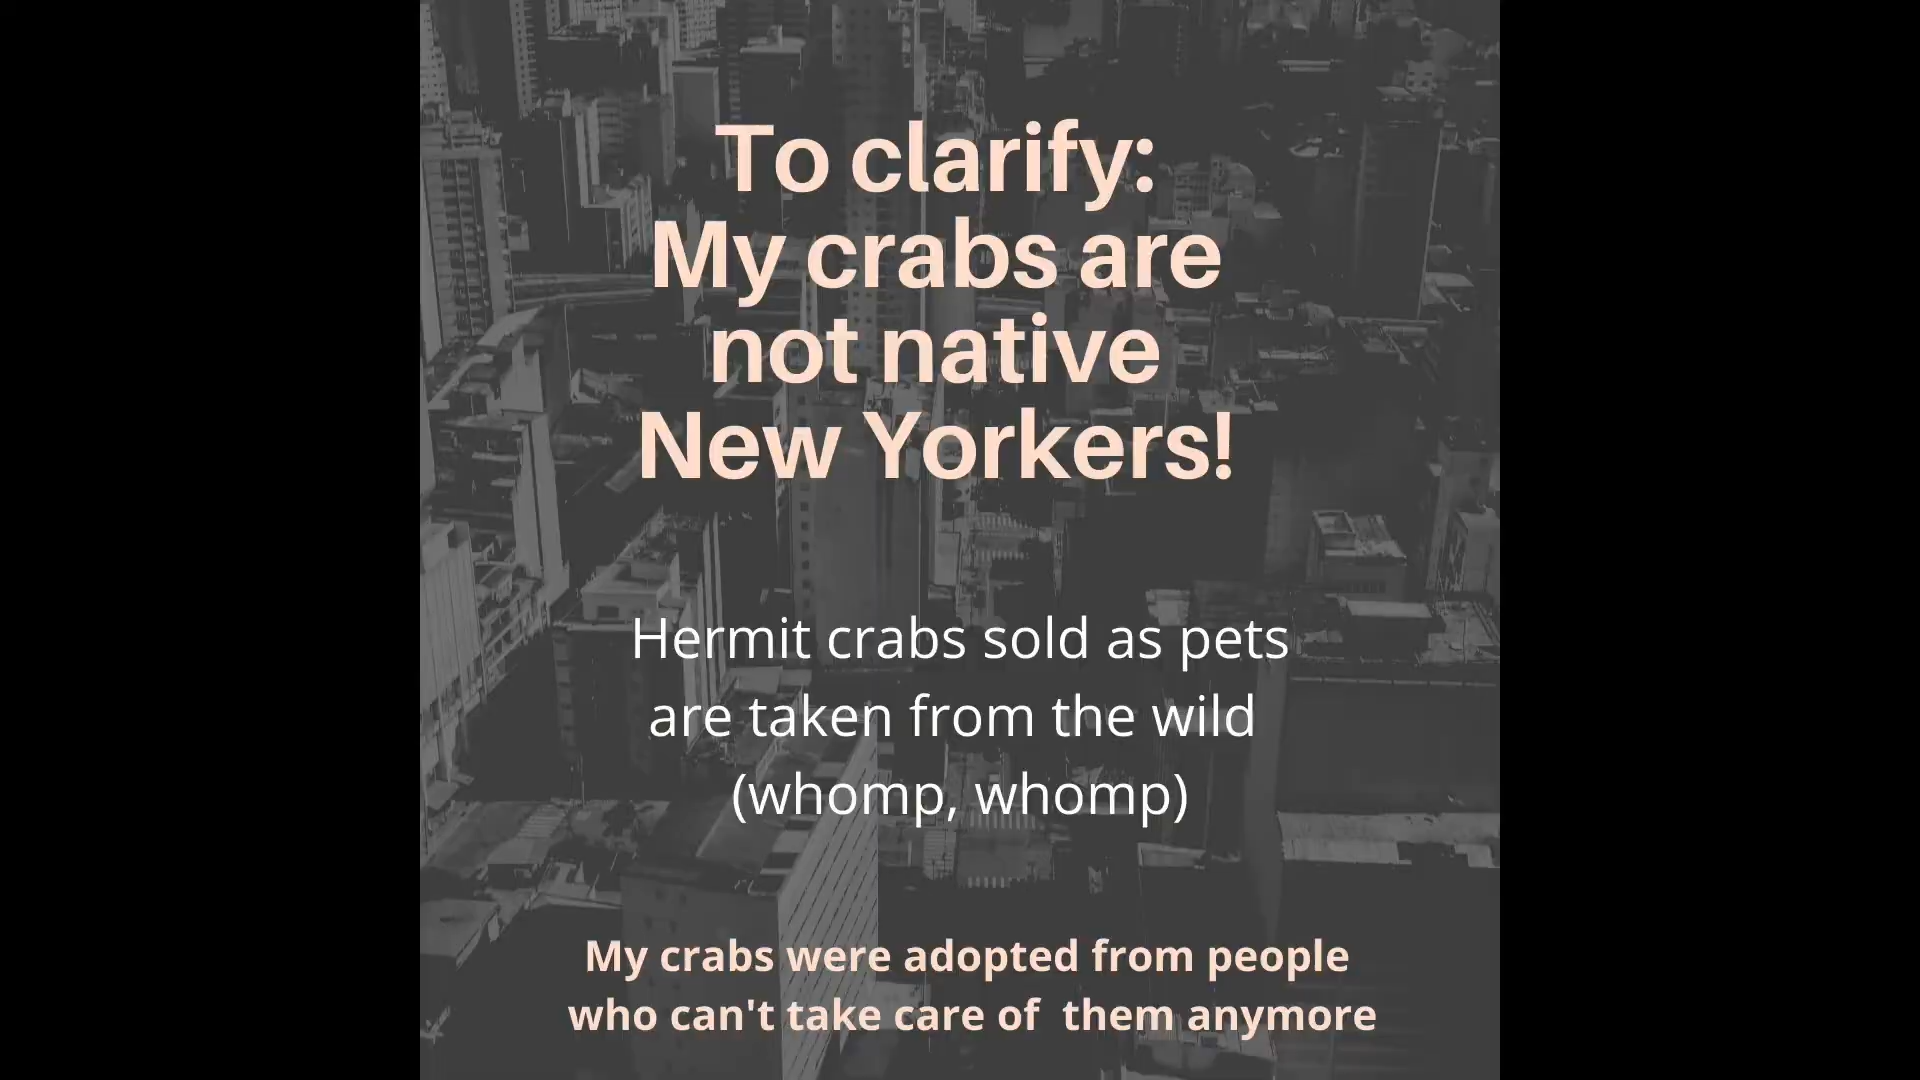 To clarify:
My crabs are
not native
New Yorkers!
Hermit crabs sold as pets
are taken from the wild
(whomp, whomp)
My crabs were adopted from people
who can't take care of  them anymore